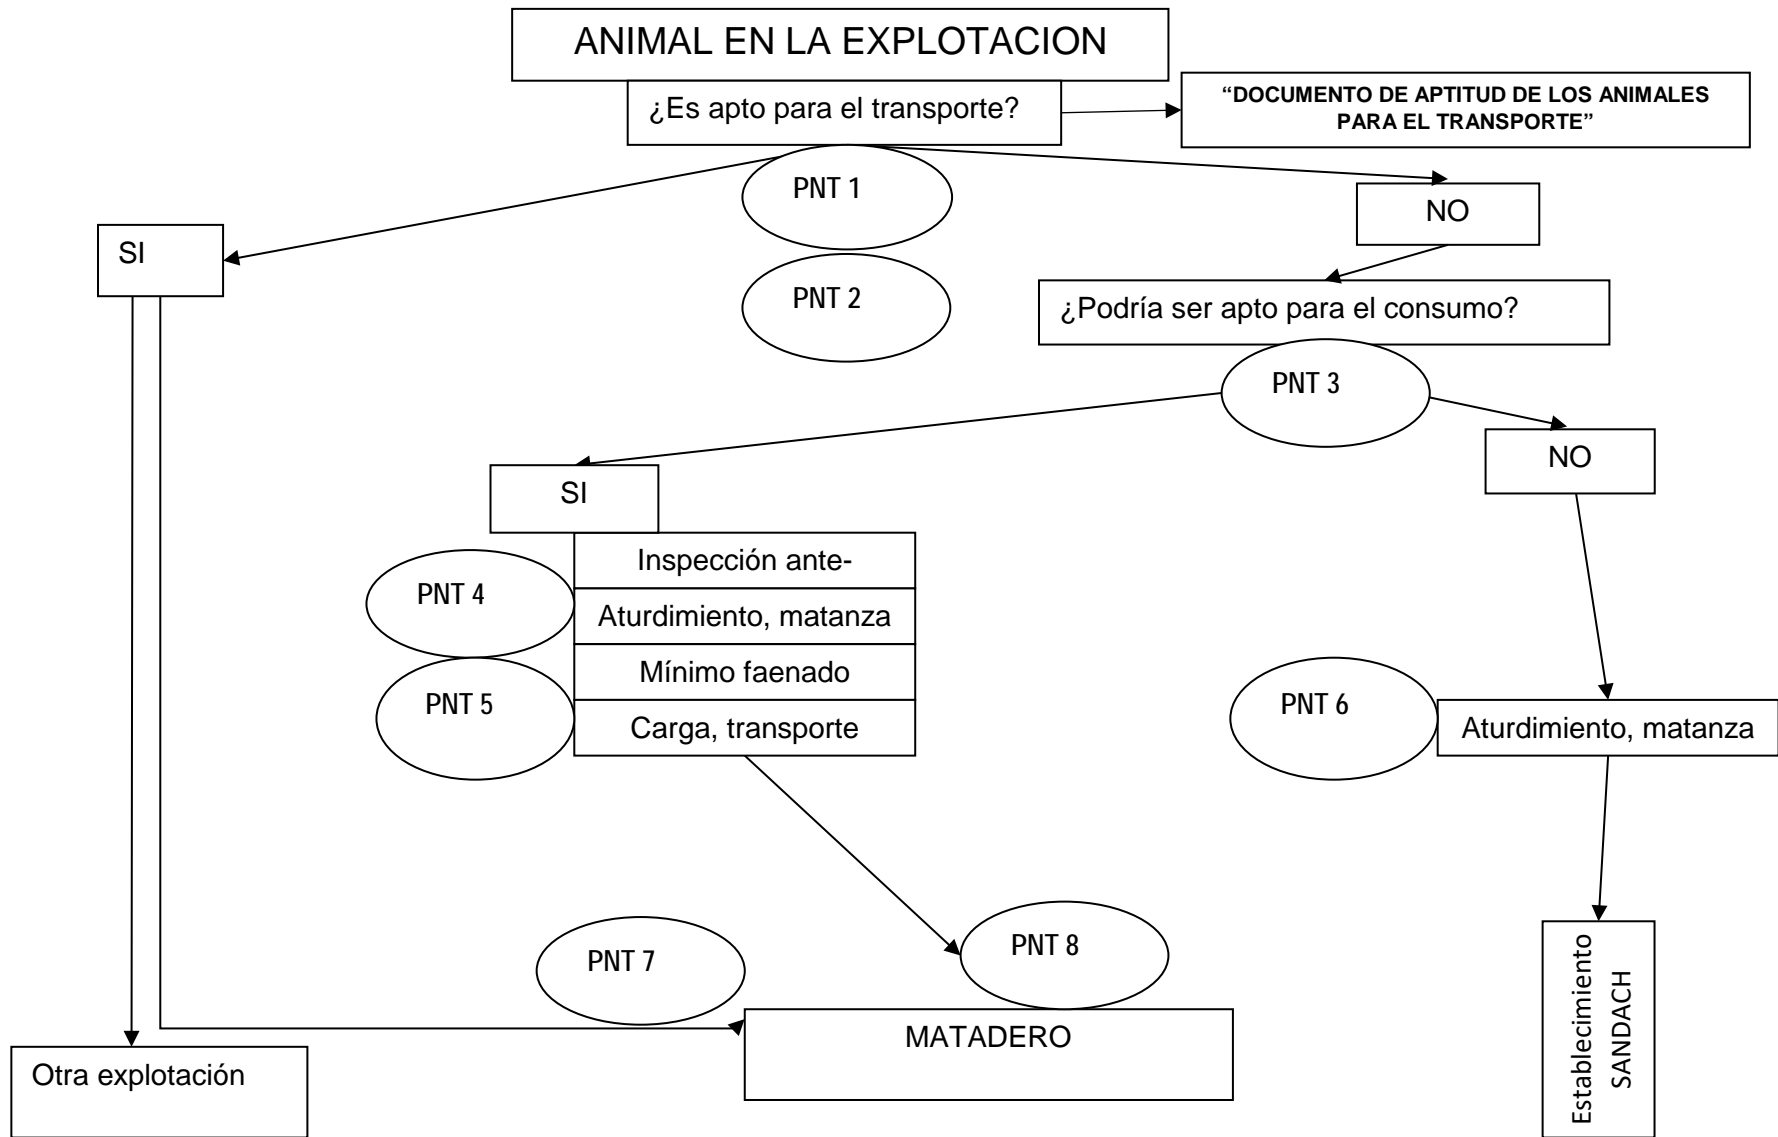 ANIMAL EN LA EXPLOTACION
¿Es apto para el transporte?
“DOCUMENTO DE APTITUD DE LOS ANIMALES
PARA EL TRANSPORTE”
PNT 1
NO
SI
PNT 2
¿Podría ser apto para el consumo?
PNT 3
NO
SI
Inspección ante-
PNT 4
Aturdimiento, matanza
Mínimo faenado
PNT 5
Carga, transporte
PNT 6
Aturdimiento, matanza
PNT 7
PNT 8
MATADERO
Otra explotación
Establecimiento
SANDACH